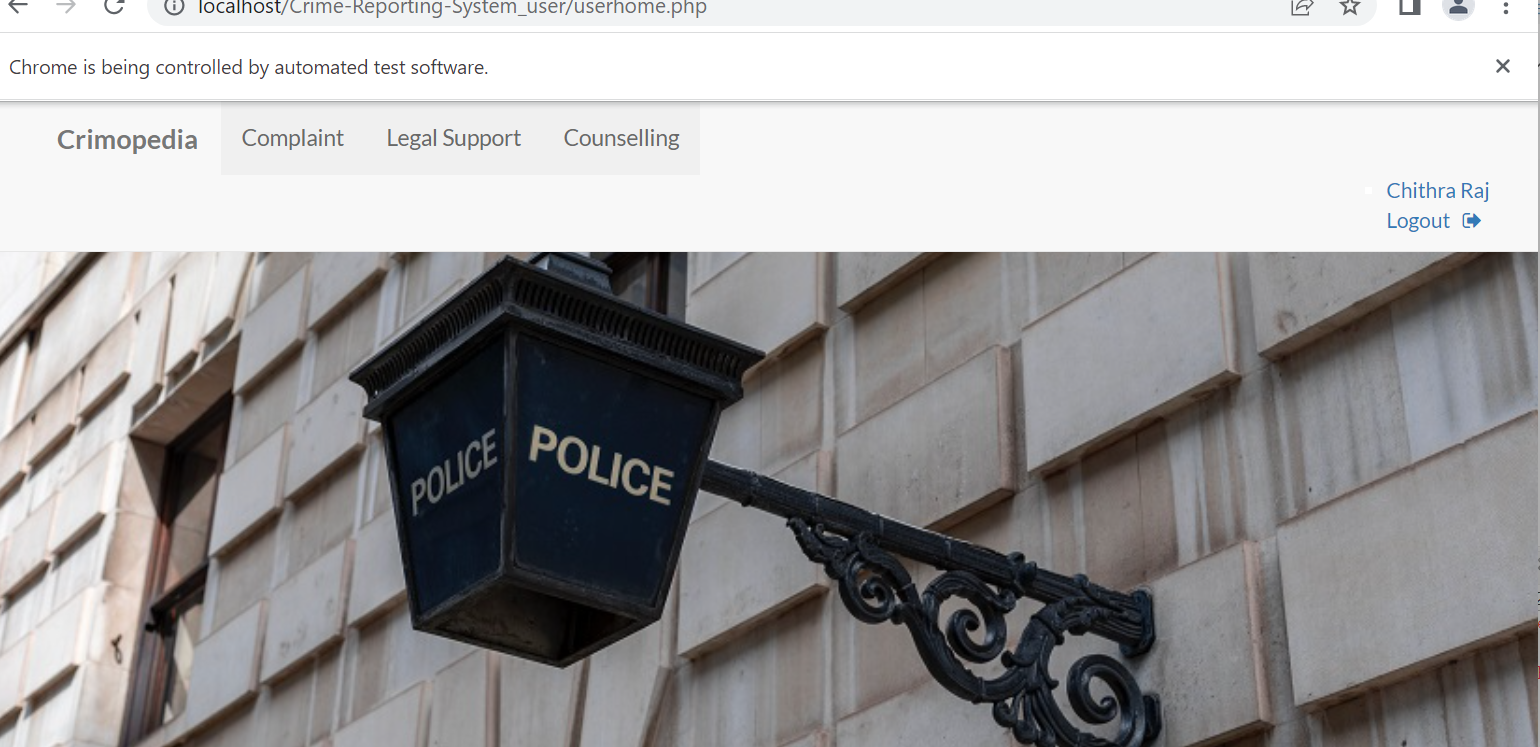 localhost/Crime-Reporting-System_user/userhome.php
Chrome is being controlled by automated test software.
Crimopedia Complaint Legal Support Counselling
Chithra Raj
Logout
POLICE POLICE